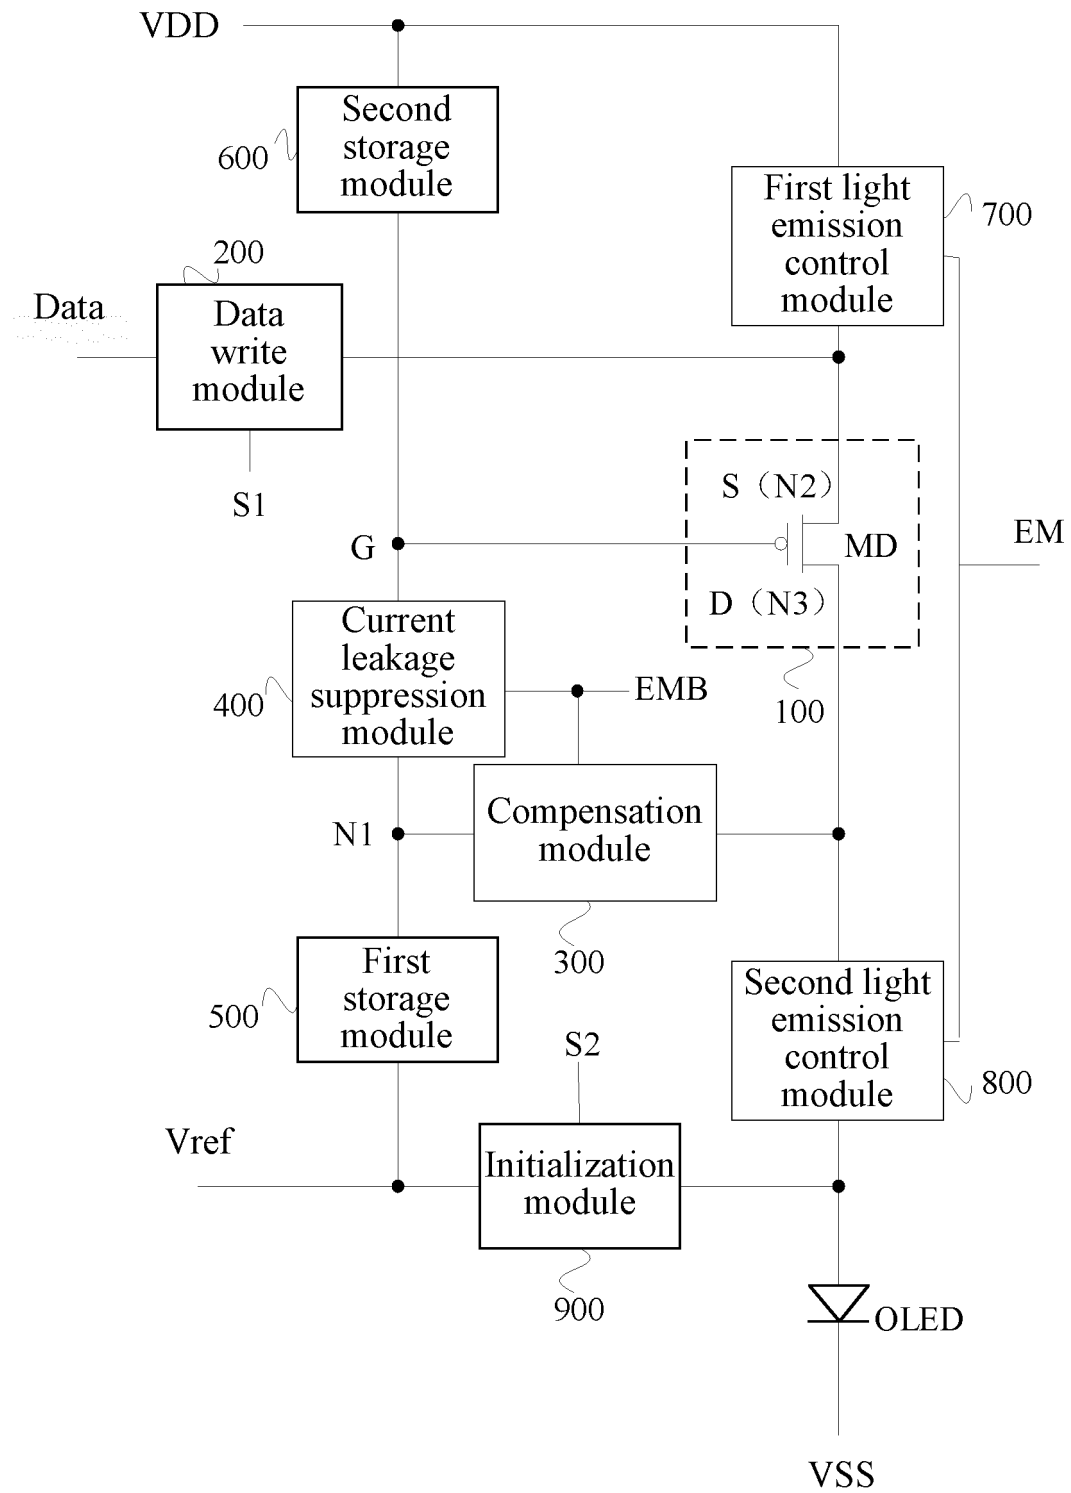 VDD
Second
storage
module
600
First light
emission
control
module
700
200
Data
Data
write
module
S1
S（N2）
G
MD
EM
D（N3）
100
Current
leakage
suppression
module
400
EMB
Compensation
module
N1
300
First
storage
module
500
Second light
emission
control
module
800
S2
Vref
Initialization
module
900
OLED
VSS